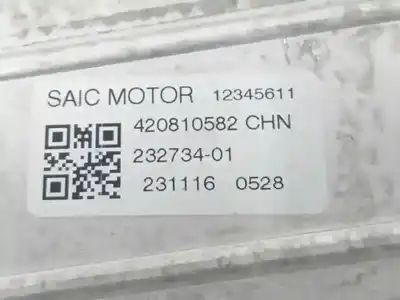 SAIC MOTOR 12345611
420810582 CHN
232734-01
231116 0528